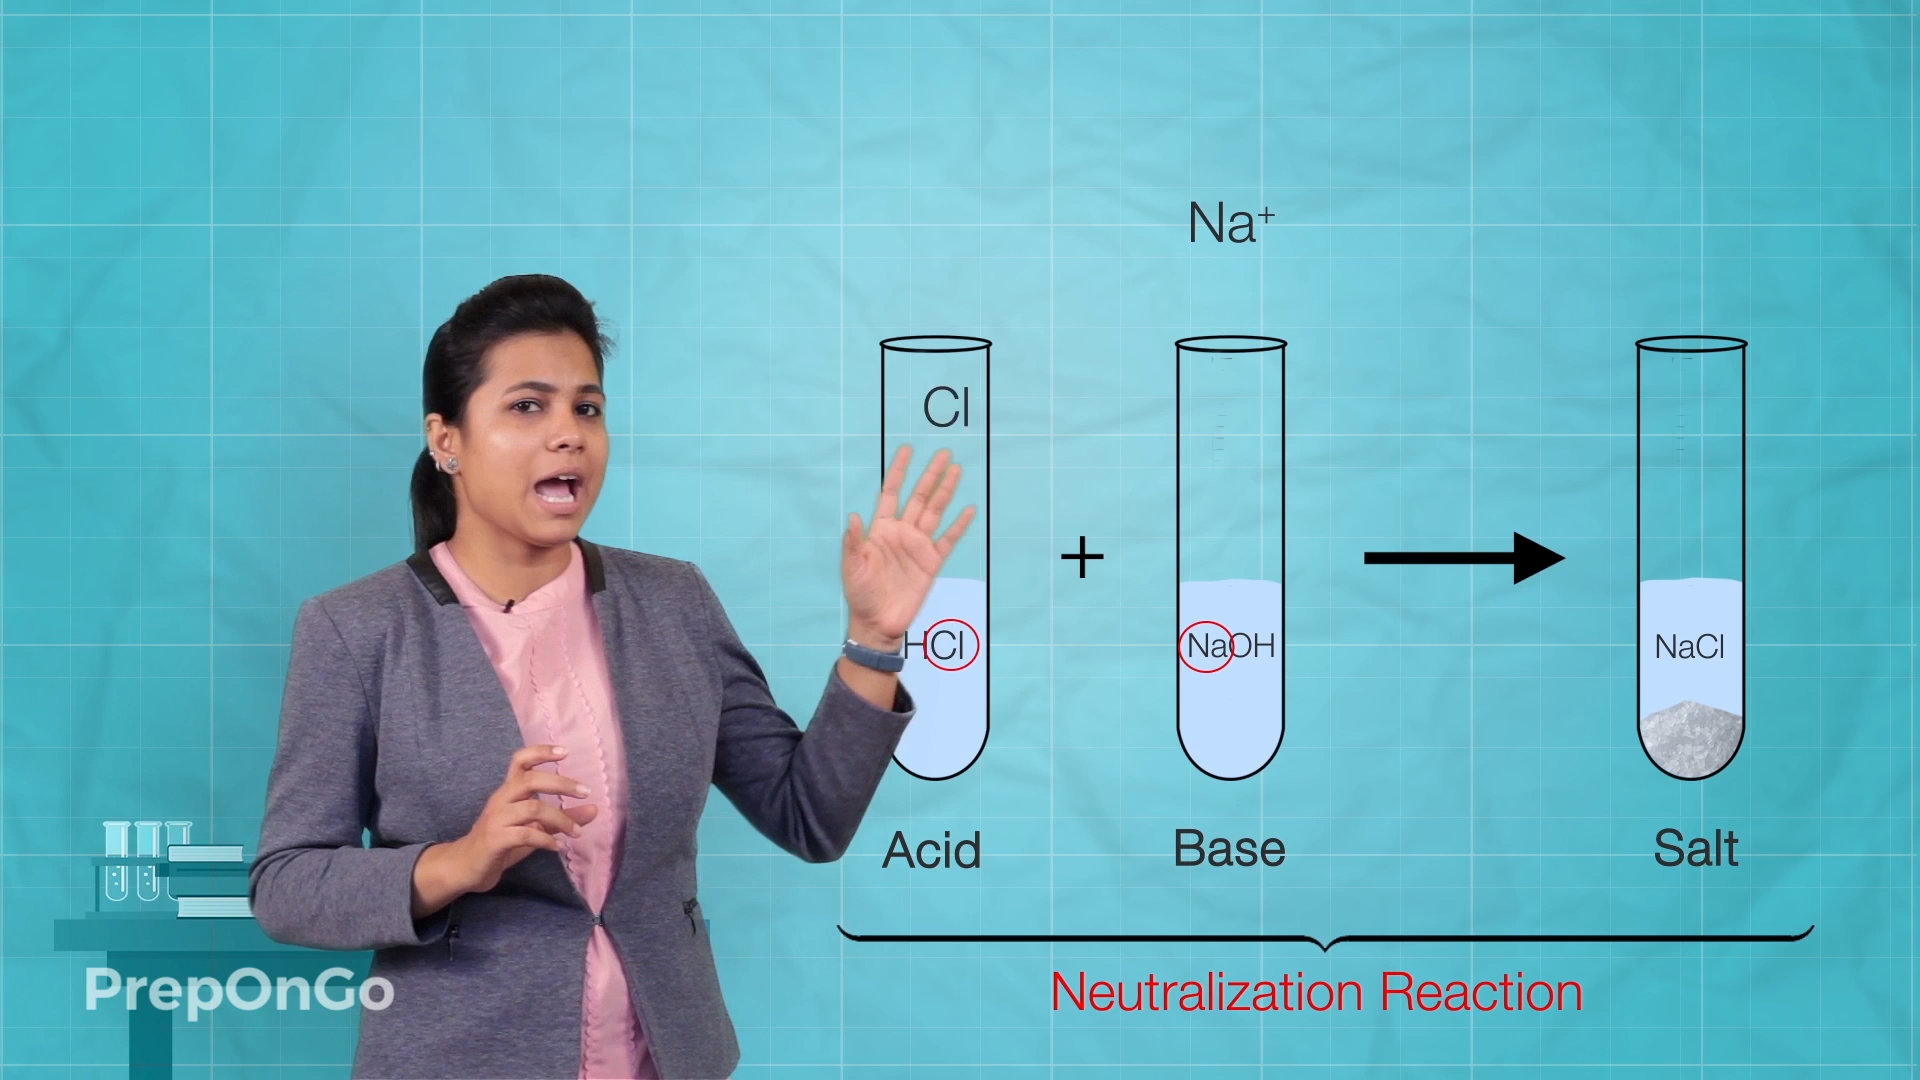 Na⁺
Cl
+
HCl
NaOH
NaCl
Acid
Base
Salt
PrepOnGo
Neutralization Reaction